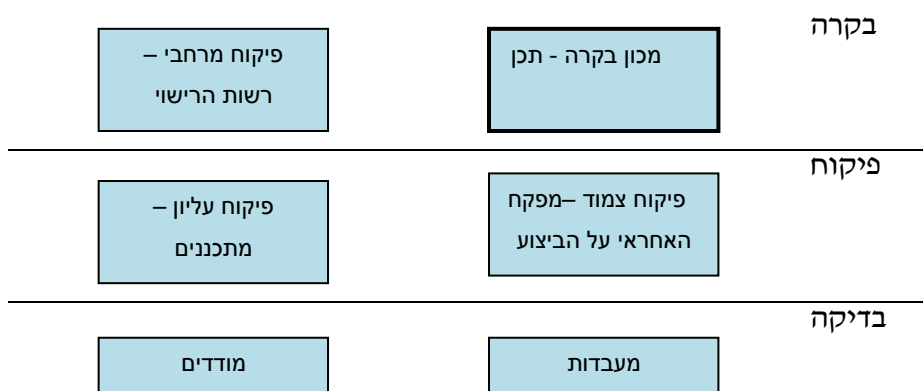 בקרה
מכון בקרה - תכן
פיקוח מרחבי –
רשות הרישוי
פיקוח
פיקוח צמוד –מפקח
האחראי על הביצוע
פיקוח עליון –
מתכננים
בדיקה
מעבדות
מודדים